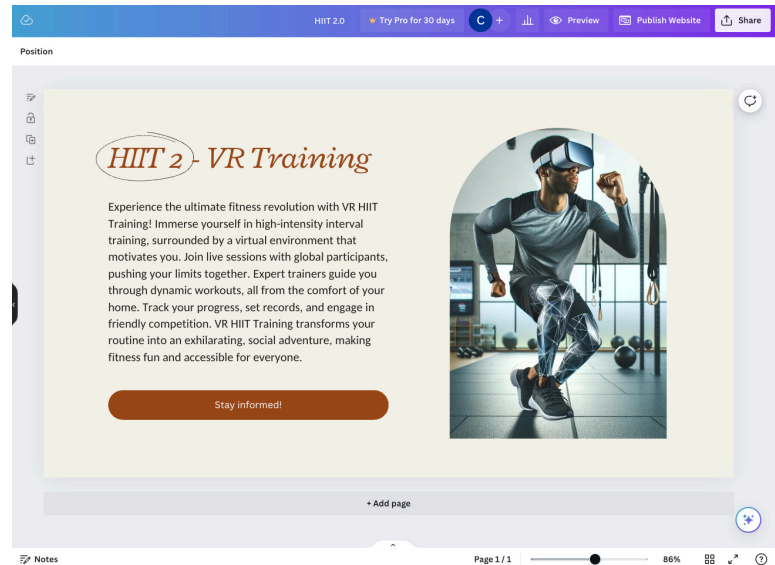 HIIT 2.0
Try Pro for 30 days
C
+
Preview
Publish Website
Share
Position
HIIT 2 - VR Training
Experience the ultimate fitness revolution with VR HIIT
Training! Immerse yourself in high-intensity interval
training, surrounded by a virtual environment that
motivates you. Join live sessions with global participants,
pushing your limits together. Expert trainers guide you
through dynamic workouts, all from the comfort of your
home. Track your progress, set records, and engage in
friendly competition. VR HIIT Training transforms your
routine into an exhilarating, social adventure, making
fitness fun and accessible for everyone.
Stay informed!
+ Add page
Notes
Page 1 / 1
86%
?